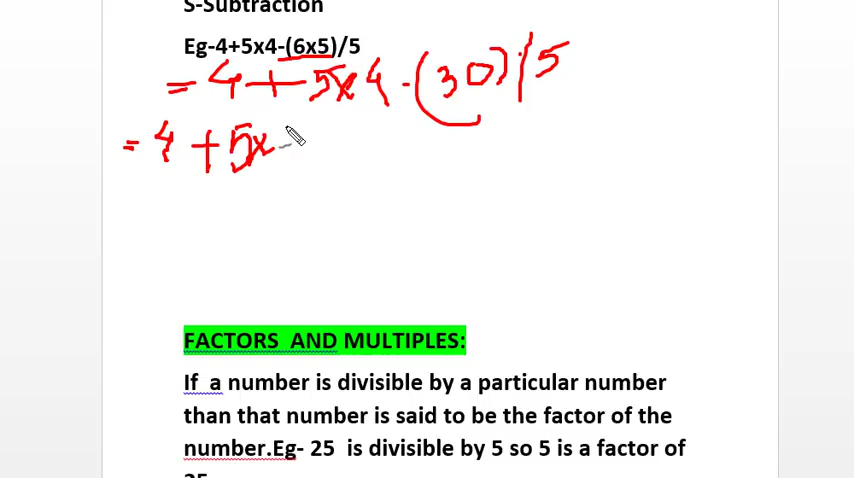 S-Subtraction
Eg-4+5x4-(6x5)/5
= 4 + 5x4 - (30)/5
= 4 + 5x
FACTORS AND MULTIPLES:
If a number is divisible by a particular number
than that number is said to be the factor of the
number.Eg- 25 is divisible by 5 so 5 is a factor of